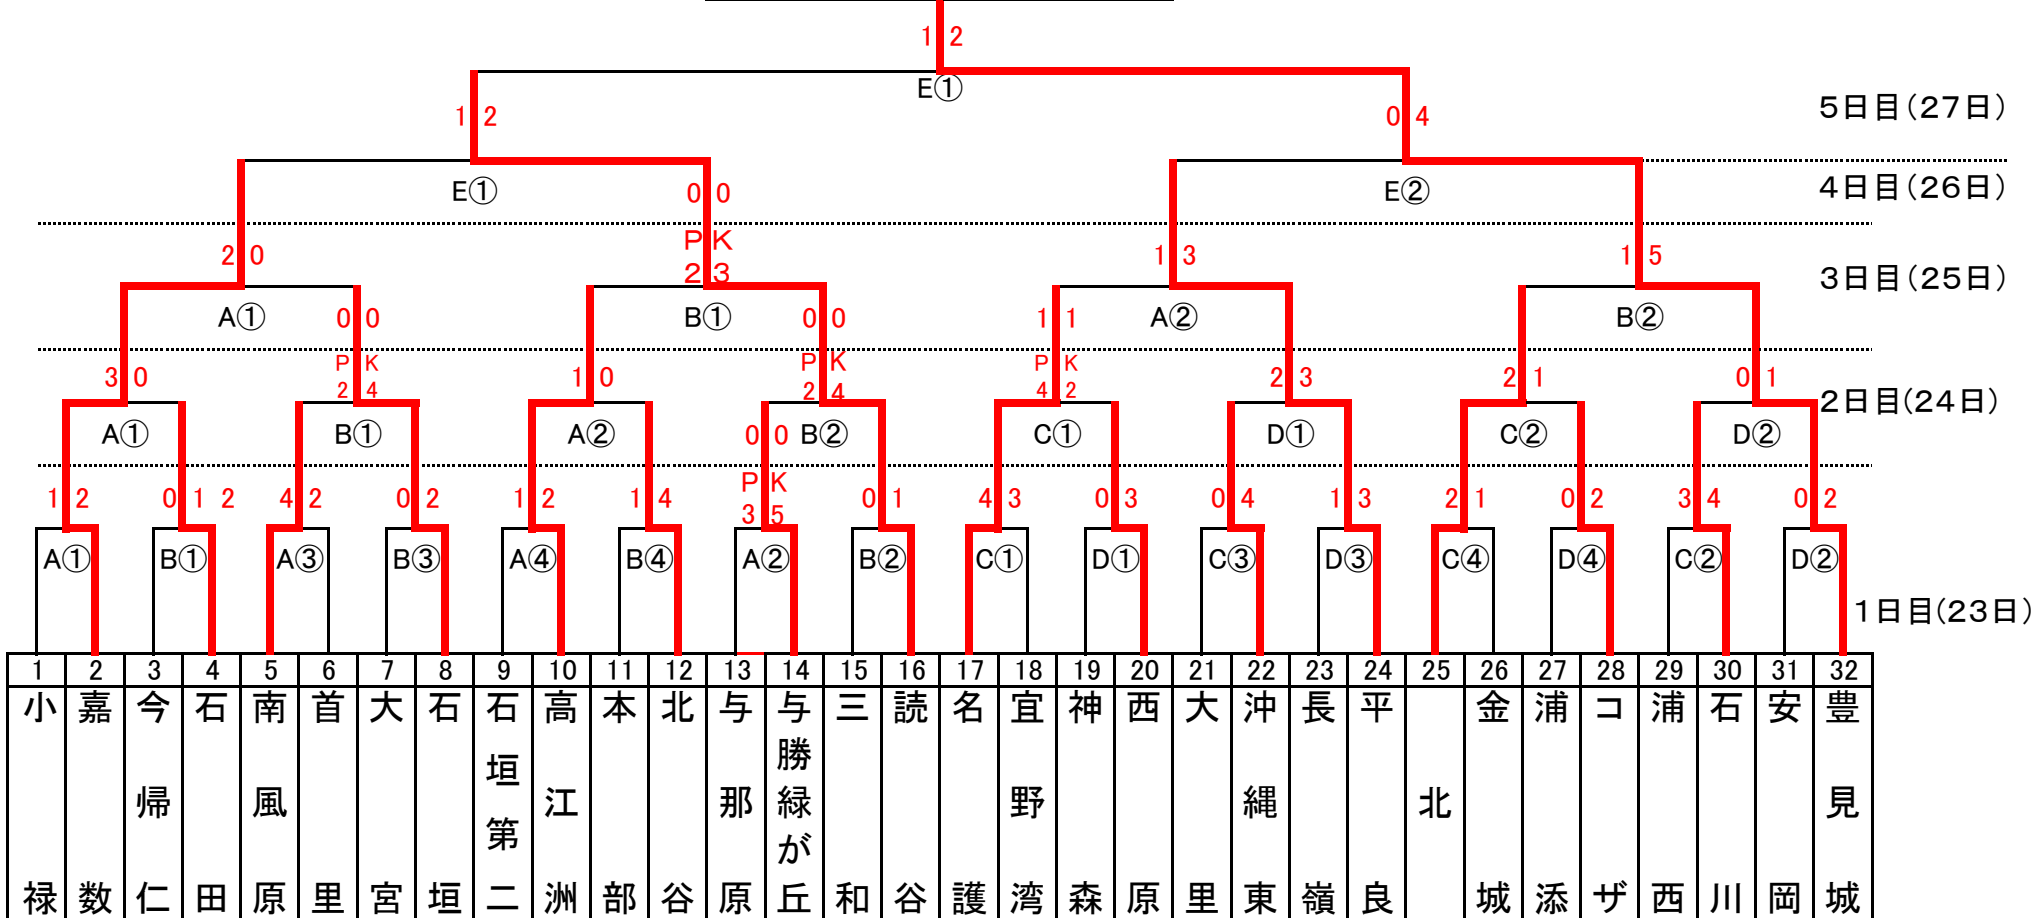 1 2
E①
1 2
0 4
5日目(27日)
E①
0 0
E②
4日目(26日)
2 0
PK
2 3
1 3
1 5
3日目(25日)
A①
0 0
B①
0 0
1 1
A②
B②
3 0
PK
2 4
1 0
PK
2 4
PK
4 2
2 3
2 1
0 1
2日目(24日)
A①
B①
A②
0 0
B②
C①
D①
C②
D②
1 2
0 1 2
4 2
0 2
1 2
1 4
PK
3 5
0 1
4 3
0 3
0 4
1 3
2 1
0 2
3 4
0 2
A①
B①
A③
B③
A④
B④
A②
B②
C①
D①
C③
D③
C④
D④
C②
D②
1日目(23日)
1 2 3 4 5 6 7 8 9 10 11 12 13 14 15 16 17 18 19 20 21 22 23 24 25 26 27 28 29 30 31 32
小禄
嘉数
今帰仁
石田
南風原
首里
大宮
石垣
石垣第二
高江洲
本部
北谷
与那原
与勝緑が丘
三和
読谷
名護
宜野湾
神森
西原
大里
沖縄東
長嶺
平良
北
金城
浦添
コザ
浦西
石川
安岡
豊見城